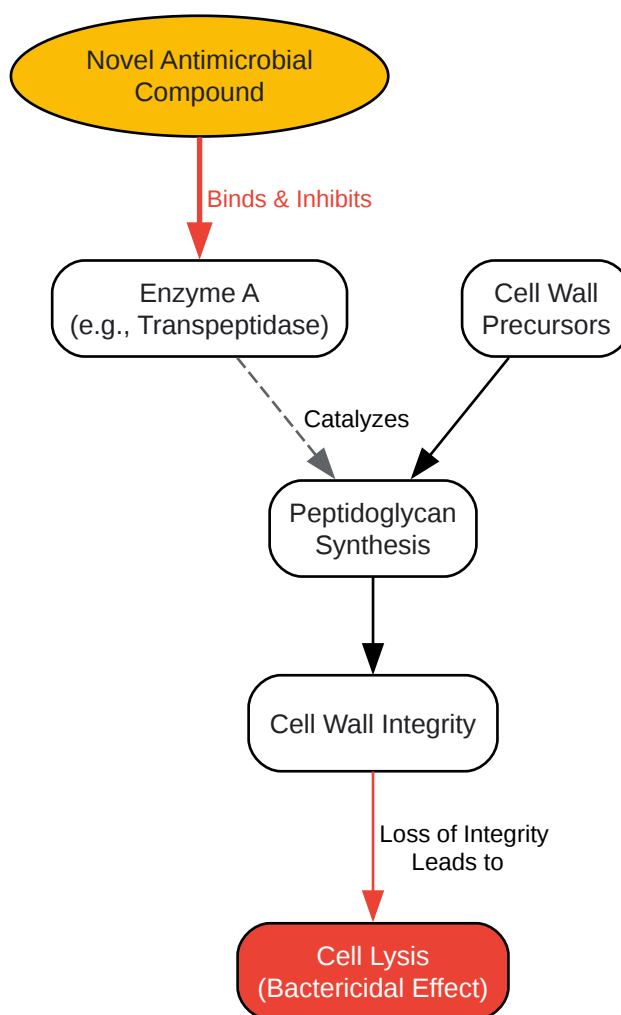 Novel Antimicrobial
Compound
Binds & Inhibits
Enzyme A
(e.g., Transpeptidase)
Cell Wall
Precursors
Catalyzes
Peptidoglycan
Synthesis
Cell Wall Integrity
Loss of Integrity
Leads to
Cell Lysis
(Bactericidal Effect)